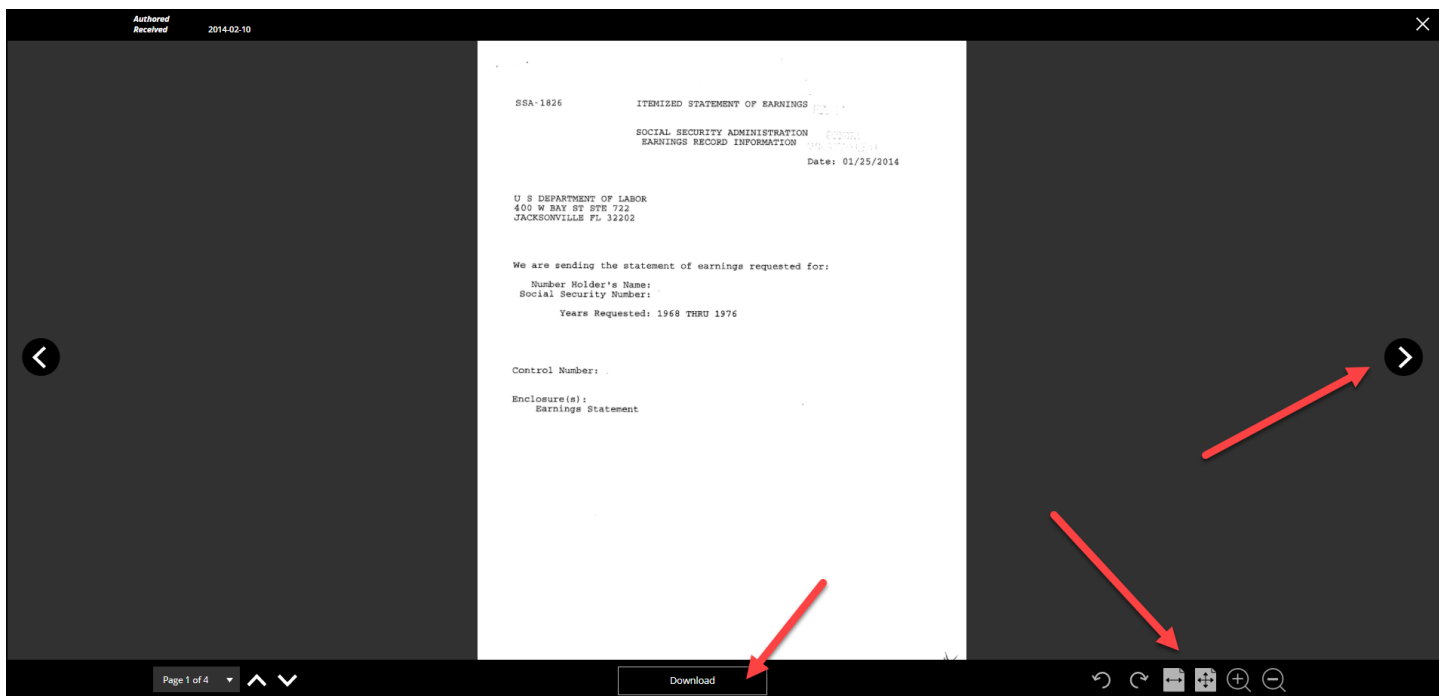 Authored
Received 2014-02-10
SSA-1826 ITEMIZED STATEMENT OF EARNINGS
SOCIAL SECURITY ADMINISTRATION
EARNINGS RECORD INFORMATION
Date: 01/25/2014
U S DEPARTMENT OF LABOR
400 W BAY ST STE 722
JACKSONVILLE FL 32202
We are sending the statement of earnings requested for:
Number Holder's Name:
Social Security Number:
Years Requested: 1968 THRU 1976
Control Number:
Enclosure(s):
Earnings Statement
Page 1 of 4
Download